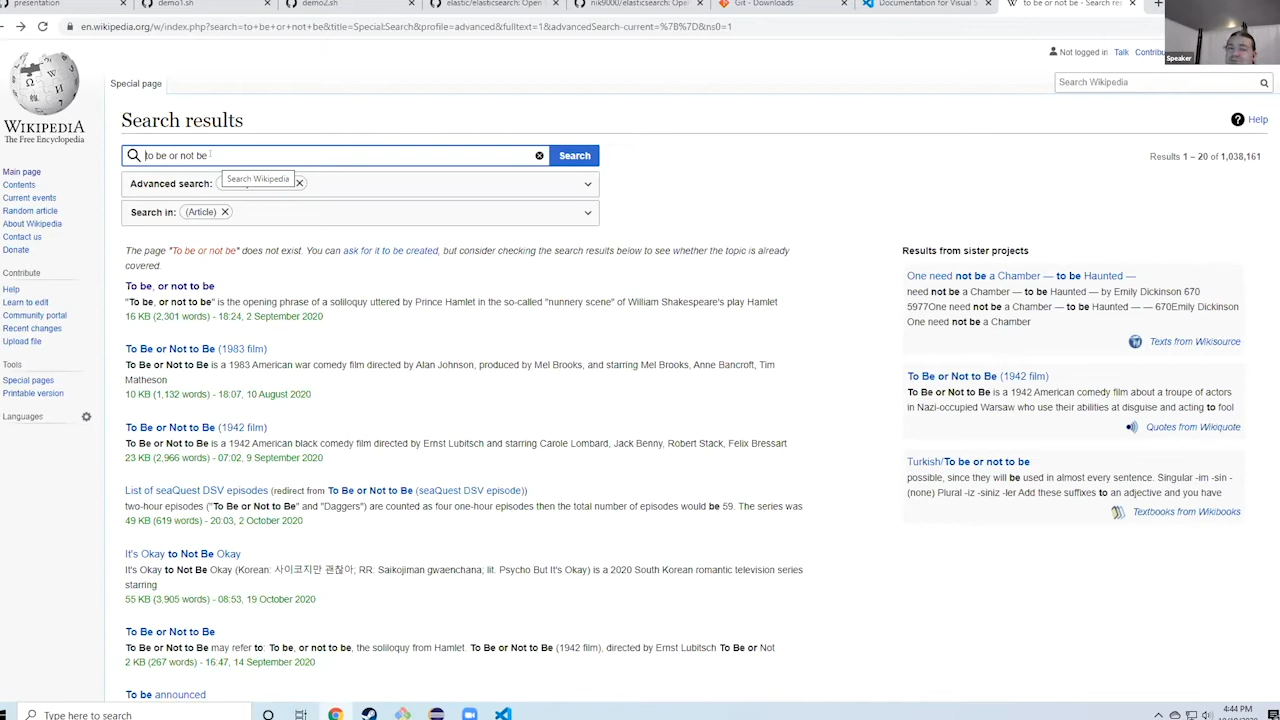 presentation
demo1.sh
demo2.sh
elastic/elasticsearch: Open
nik9000/elasticsearch: Open
Git - Downloads
Documentation for Visual S
to be or not be - Search res
en.wikipedia.org/w/index.php?search=to+be+or+not+be&title=Special:Search&profile=advanced&fulltext=1&advancedSearch-current=%7B%7D&ns0=1
Speaker
Not logged in Talk
Special page
Search Wikipedia
WIKIPEDIA
The Free Encyclopedia
Main page
Contents
Current events
Random article
About Wikipedia
Contact us
Donate
Contribute
Help
Learn to edit
Community portal
Recent changes
Upload file
Tools
Special pages
Printable version
Languages
Search results
Help
to be or not be
Search
Results 1 – 20 of 1,038,161
Search Wikipedia
Advanced search:
Search in: (Article)
The page "To be or not be" does not exist. You can ask for it to be created, but consider checking the search results below to see whether the topic is already
covered.
To be, or not to be
"To be, or not to be" is the opening phrase of a soliloquy uttered by Prince Hamlet in the so-called "nunnery scene" of William Shakespeare's play Hamlet
16 KB (2,301 words) - 18:24, 2 September 2020
To Be or Not to Be (1983 film)
To Be or Not to Be is a 1983 American war comedy film directed by Alan Johnson, produced by Mel Brooks, and starring Mel Brooks, Anne Bancroft, Tim
Matheson
10 KB (1,132 words) - 18:07, 10 August 2020
To Be or Not to Be (1942 film)
To Be or Not to Be is a 1942 American black comedy film directed by Ernst Lubitsch and starring Carole Lombard, Jack Benny, Robert Stack, Felix Bressart
23 KB (2,966 words) - 07:02, 9 September 2020
List of seaQuest DSV episodes (redirect from To Be or Not to Be (seaQuest DSV episode))
two-hour episodes ("To Be or Not to Be" and "Daggers") are counted as four one-hour episodes then the total number of episodes would be 59. The series was
49 KB (619 words) - 20:03, 2 October 2020
It's Okay to Not Be Okay
It's Okay to Not Be Okay (Korean: 사이코지만 괜찮아; RR: Saikojiman gwaenchana; lit. Psycho But It's Okay) is a 2020 South Korean romantic television series
starring
55 KB (3,905 words) - 08:53, 19 October 2020
To Be or Not to Be
To Be or Not to Be may refer to: To be, or not to be, the soliloquy from Hamlet. To Be or Not to Be (1942 film), directed by Ernst Lubitsch To Be or Not
2 KB (267 words) - 16:47, 14 September 2020
To be announced
Results from sister projects
One need not be a Chamber — to be Haunted —
need not be a Chamber — to be Haunted — by Emily Dickinson 670
5977One need not be a Chamber — to be Haunted — — 670Emily Dickinson
One need not be a Chamber
Texts from Wikisource
To Be or Not to Be (1942 film)
To Be or Not to Be is a 1942 American comedy film about a troupe of actors
in Nazi-occupied Warsaw who use their abilities at disguise and acting to fool
Quotes from Wikiquote
Turkish/To be or not to be
possible, since they will be used in almost every sentence. Singular -im -sin -
(none) Plural -iz -siniz -ler Add these suffixes to an adjective and you have
Textbooks from Wikibooks
Type here to search
4:44 PM